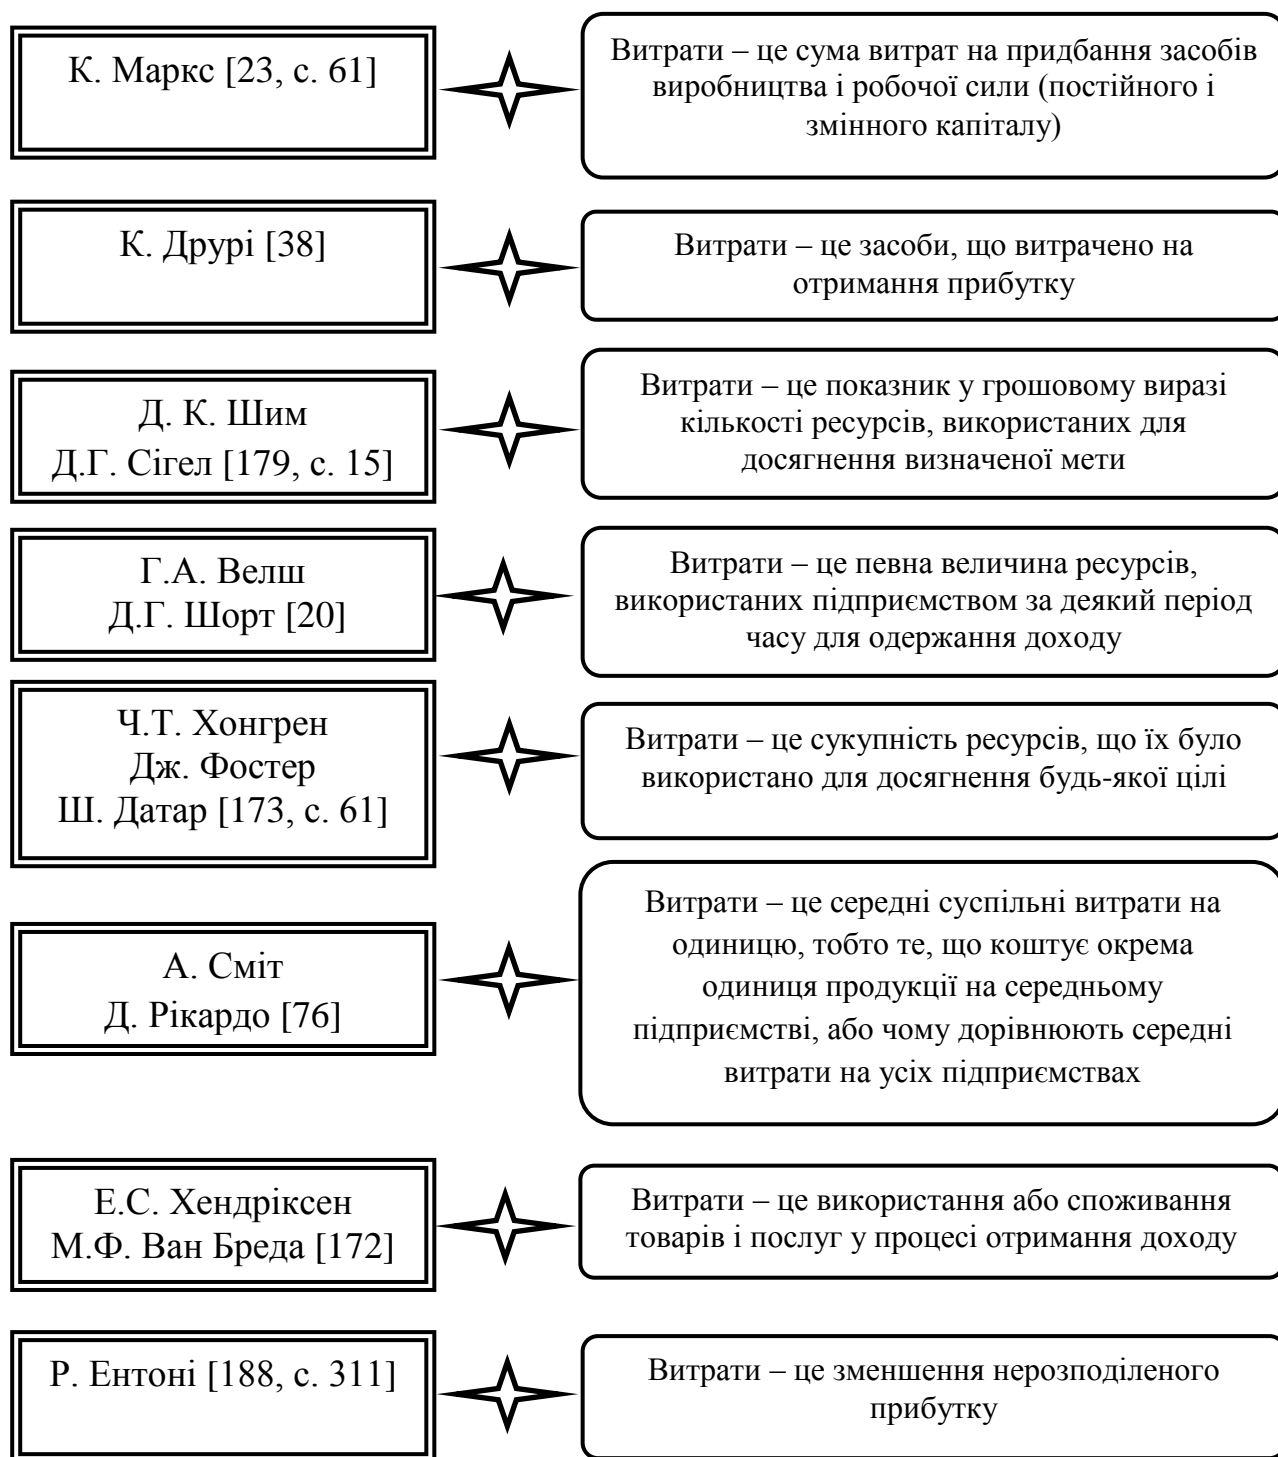 К. Маркс [23, с. 61]
Витрати – це сума витрат на придбання засобів
виробництва і робочої сили (постійного і
змінного капіталу)
К. Друрі [38]
Витрати – це засоби, що витрачено на
отримання прибутку
Д. К. Шим
Д.Г. Сігел [179, с. 15]
Витрати – це показник у грошовому виразі
кількості ресурсів, використаних для
досягнення визначеної мети
Г.А. Велш
Д.Г. Шорт [20]
Витрати – це певна величина ресурсів,
використаних підприємством за деякий період
часу для одержання доходу
Ч.Т. Хонгрен
Дж. Фостер
Ш. Датар [173, с. 61]
Витрати – це сукупність ресурсів, що їх було
використано для досягнення будь-якої цілі
А. Сміт
Д. Рікардо [76]
Витрати – це середні суспільні витрати на
одиницю, тобто те, що коштує окрема
одиниця продукції на середньому
підприємстві, або чому дорівнюють середні
витрати на усіх підприємствах
Е.С. Хендріксен
М.Ф. Ван Бреда [172]
Витрати – це використання або споживання
товарів і послуг у процесі отримання доходу
Р. Ентоні [188, с. 311]
Витрати – це зменшення нерозподіленого
прибутку